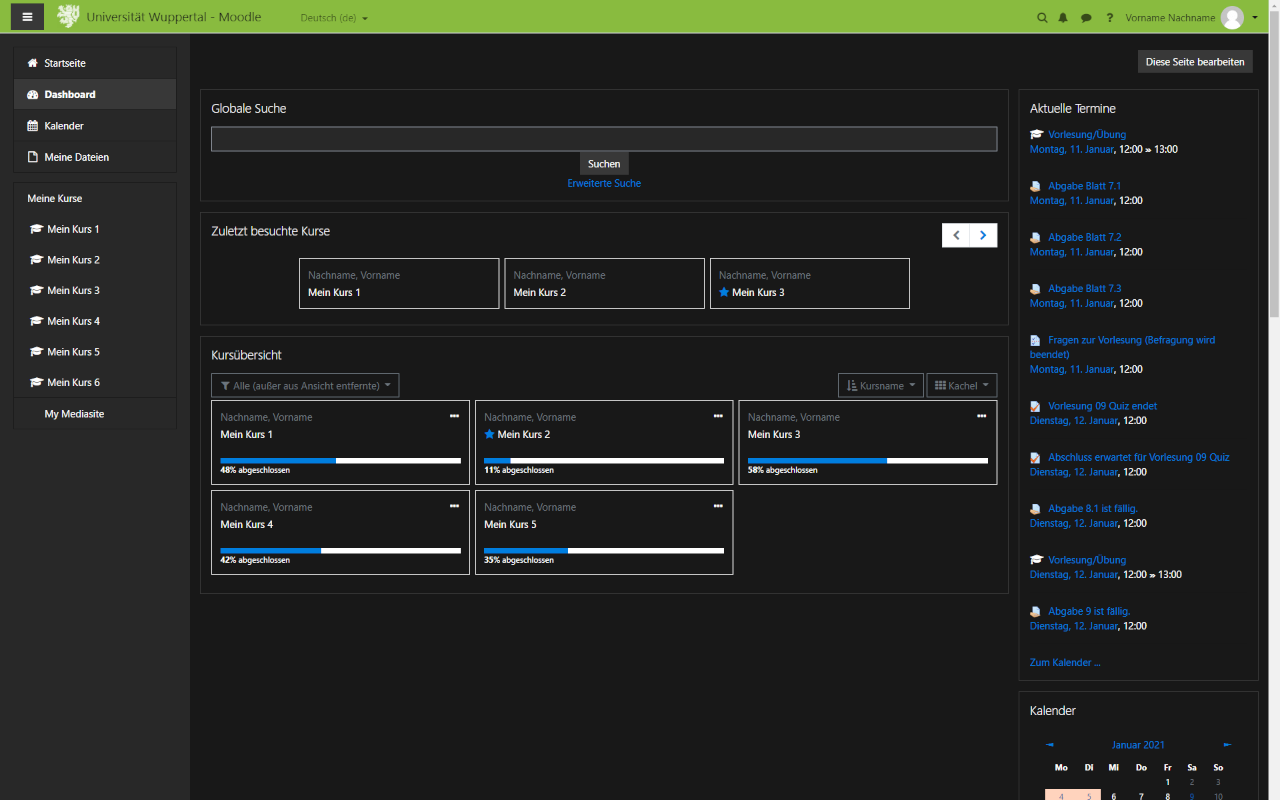 Universität Wuppertal - Moodle
Deutsch (de)
Vorname Nachname
Startseite
Dashboard
Kalender
Meine Dateien
Meine Kurse
Mein Kurs 1
Mein Kurs 2
Mein Kurs 3
Mein Kurs 4
Mein Kurs 5
Mein Kurs 6
My Mediasite
Diese Seite bearbeiten
Globale Suche
Suchen
Erweiterte Suche
Zuletzt besuchte Kurse
Nachname, Vorname
Mein Kurs 1
Nachname, Vorname
Mein Kurs 2
Nachname, Vorname
Mein Kurs 3
Kursübersicht
Alle (außer aus Ansicht entfernte)
Kursname
Kachel
Nachname, Vorname
Mein Kurs 1
48% abgeschlossen
Nachname, Vorname
Mein Kurs 2
11% abgeschlossen
Nachname, Vorname
Mein Kurs 3
58% abgeschlossen
Nachname, Vorname
Mein Kurs 4
42% abgeschlossen
Nachname, Vorname
Mein Kurs 5
35% abgeschlossen
Aktuelle Termine
Vorlesung/Übung
Montag, 11. Januar, 12:00 » 13:00
Abgabe Blatt 7.1
Montag, 11. Januar, 12:00
Abgabe Blatt 7.2
Montag, 11. Januar, 12:00
Abgabe Blatt 7.3
Montag, 11. Januar, 12:00
Fragen zur Vorlesung (Befragung wird
beendet)
Montag, 11. Januar, 12:00
Vorlesung 09 Quiz endet
Dienstag, 12. Januar, 12:00
Abschluss erwartet für Vorlesung 09 Quiz
Dienstag, 12. Januar, 12:00
Abgabe 8.1 ist fällig.
Dienstag, 12. Januar, 12:00
Vorlesung/Übung
Dienstag, 12. Januar, 12:00 » 13:00
Abgabe 9 ist fällig.
Dienstag, 12. Januar, 12:00
Zum Kalender ...
Kalender
◄ Januar 2021 ►
Mo Di Mi Do Fr Sa So
1 2 3
4 5 6 7 8 9 10